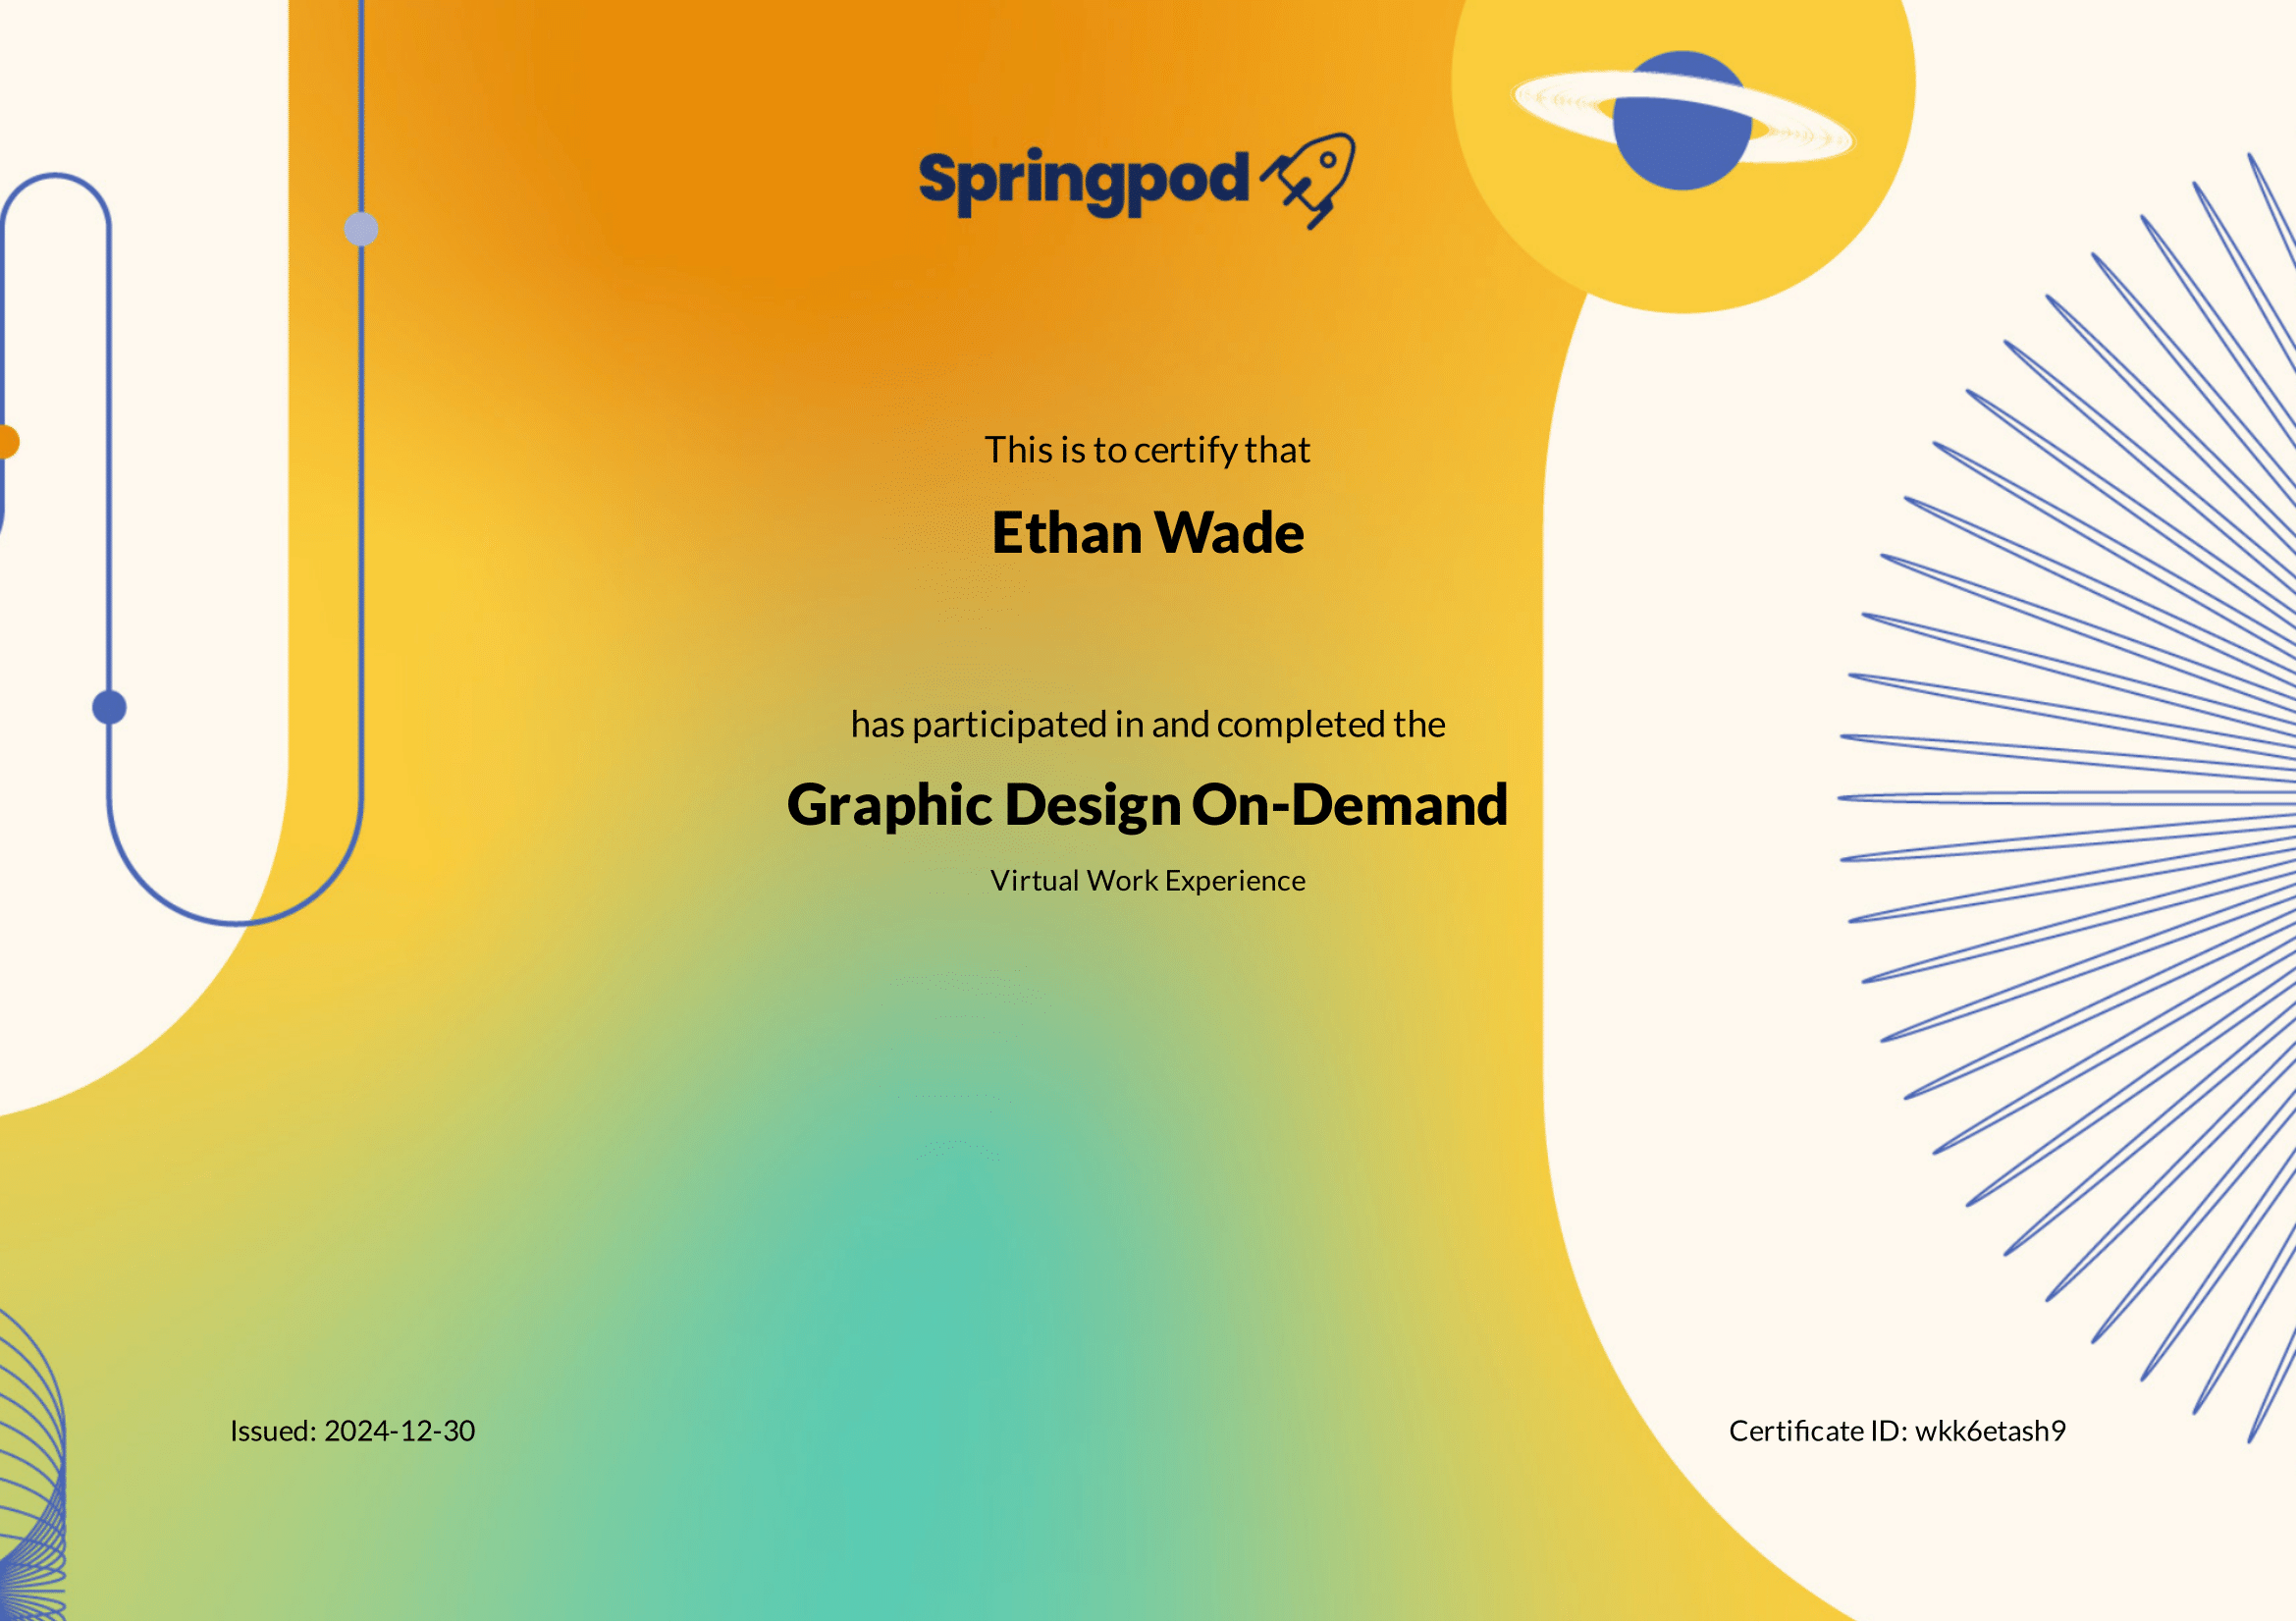 Springpod
This is to certify that
Ethan Wade
has participated in and completed the
Graphic Design On-Demand
Virtual Work Experience
Issued: 2024-12-30
Certificate ID: wkk6etash9